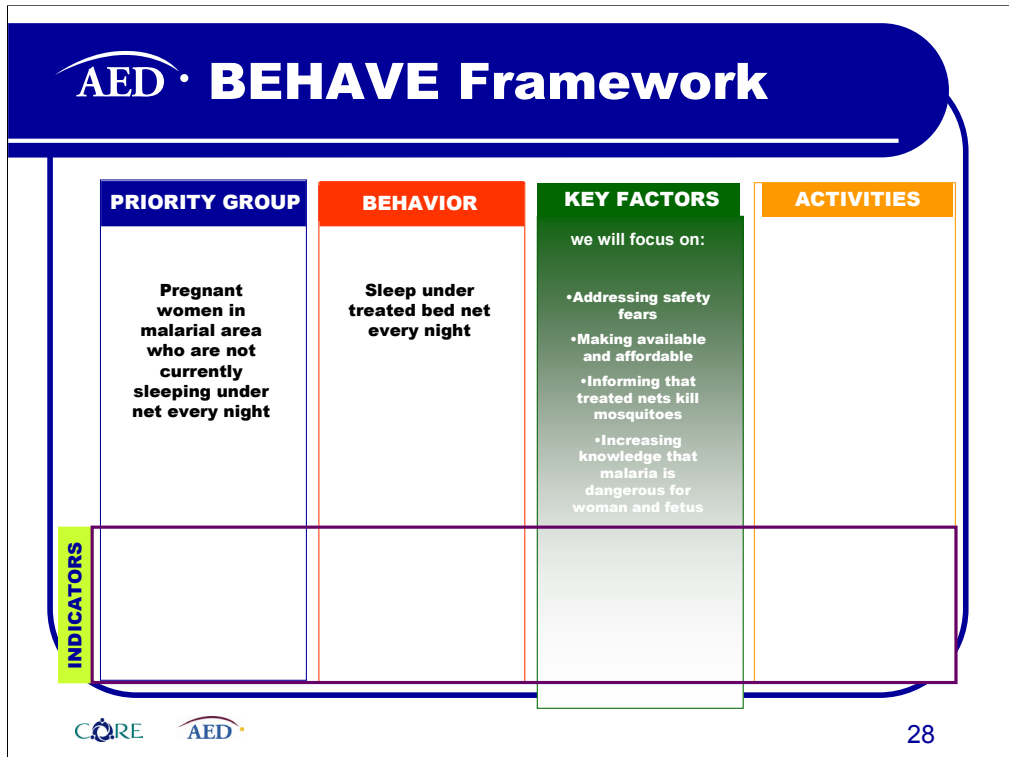 AED
BEHAVE Framework
PRIORITY GROUP
Pregnant
women in
malarial area
who are not
currently
sleeping under
net every night
BEHAVIOR
Sleep under
treated bed net
every night
KEY FACTORS
we will focus on:
•Addressing safety
fears
•Making available
and affordable
•Informing that
treated nets kill
mosquitoes
•Increasing
knowledge that
malaria is
dangerous for
woman and fetus
ACTIVITIES
INDICATORS
CORE
AED
28